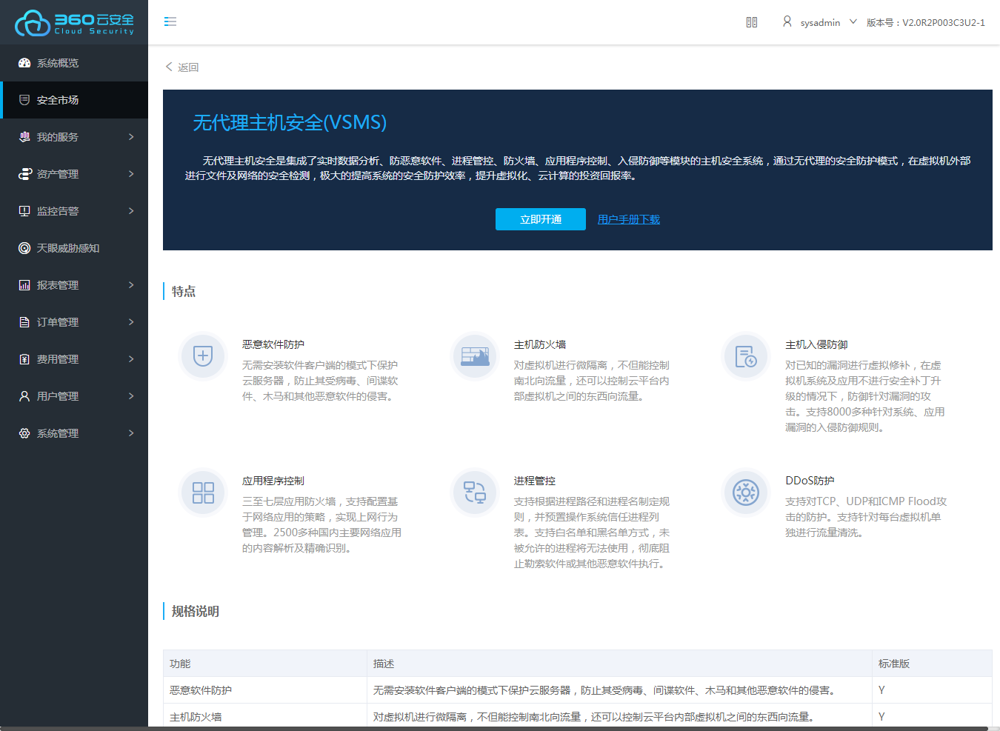 360云安全
Cloud Security
sysadmin
版本号：V2.0R2P003C3U2-1
系统概览
安全市场
我的服务
资产管理
监控告警
天眼威胁感知
报表管理
订单管理
费用管理
用户管理
系统管理
返回
无代理主机安全(VSMS)
无代理主机安全是集成了实时数据分析、防恶意软件、进程管控、防火墙、应用程序控制、入侵防御等模块的主机安全系统，通过无代理的安全防护模式，在虚拟机外部
进行文件及网络的安全检测，极大的提高系统的安全防护效率，提升虚拟化、云计算的投资回报率。
立即开通
用户手册下载
特点
恶意软件防护
无需安装软件客户端的模式下保护
云服务器，防止其受病毒、间谍软
件、木马和其他恶意软件的侵害。
主机防火墙
对虚拟机进行微隔离，不但能控制
南北向流量，还可以控制云平台内
部虚拟机之间的东西向流量。
主机入侵防御
对已知的漏洞进行虚拟修补，在虚
拟机系统及应用不进行安全补丁升
级的情况下，防御针对漏洞的攻
击。支持8000多种针对系统、应用
漏洞的入侵防御规则。
应用程序控制
三至七层应用防火墙，支持配置基
于网络应用的策略，实现上网行为
管理。2500多种国内主要网络应用
的内容解析及精确识别。
进程管控
支持根据进程路径和进程名制定规
则，并预置操作系统信任进程列
表。支持白名单和黑名单方式，未
被允许的进程将无法使用，彻底阻
止勒索软件或其他恶意软件执行。
DDoS防护
支持对TCP、UDP和ICMP Flood攻
击的防护。支持针对每台虚拟机单
独进行流量清洗。
规格说明
功能
描述
标准版
恶意软件防护
无需安装软件客户端的模式下保护云服务器，防止其受病毒、间谍软件、木马和其他恶意软件的侵害。
Y
主机防火墙
对虚拟机进行微隔离，不但能控制南北向流量，还可以控制云平台内部虚拟机之间的东西向流量。
Y